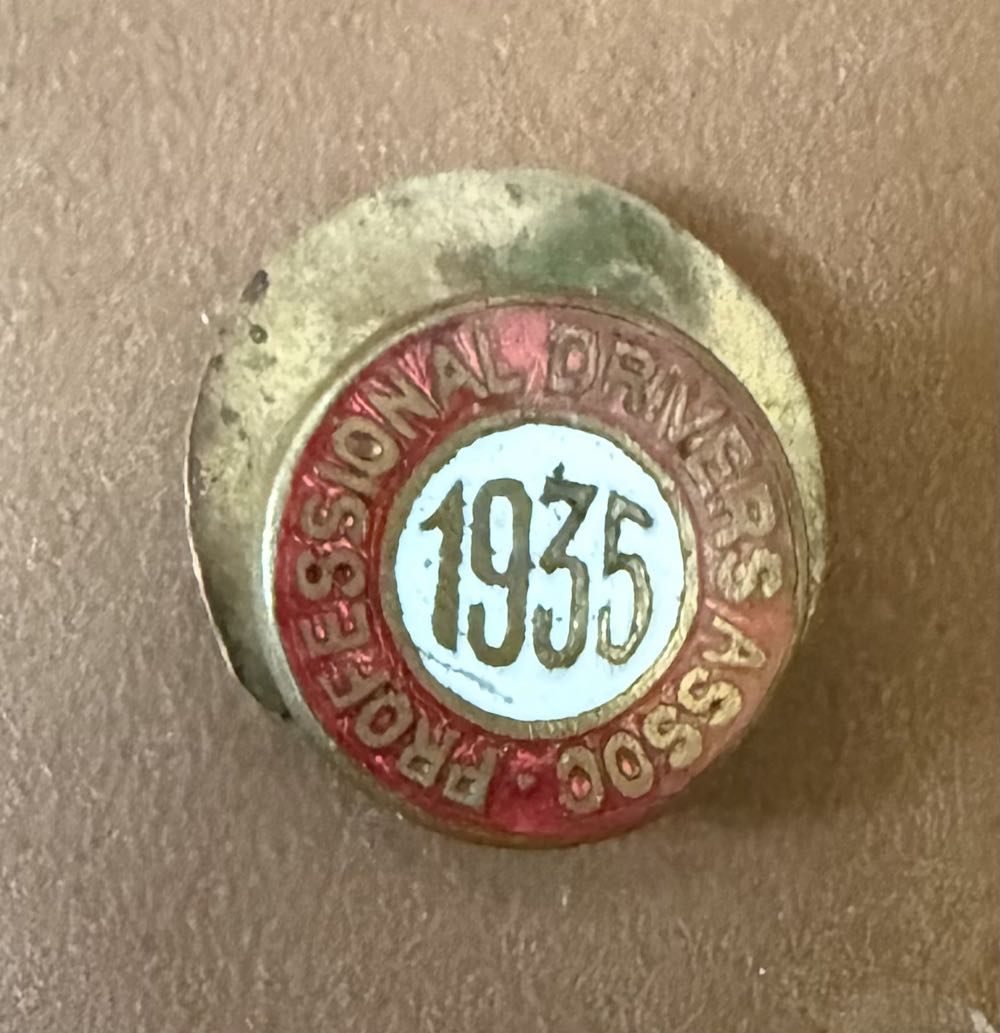 PROFESSIONAL DRIVERS ASSOC ·
1935